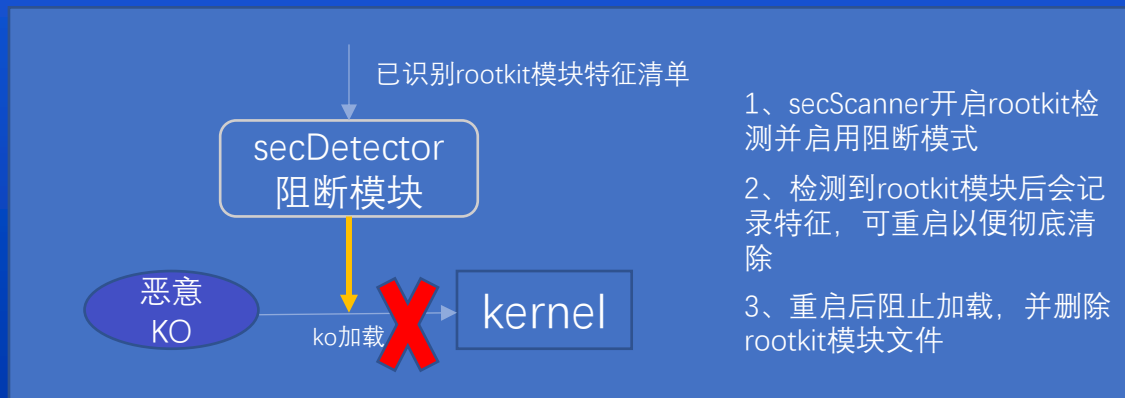 已识别rootkit模块特征清单
secDetector
阻断模块
恶意
KO
ko加载
kernel
1、secScanner开启rootkit检
测并启用阻断模式
2、检测到rootkit模块后会记
录特征，可重启以便彻底清
除
3、重启后阻止加载，并删除
rootkit模块文件